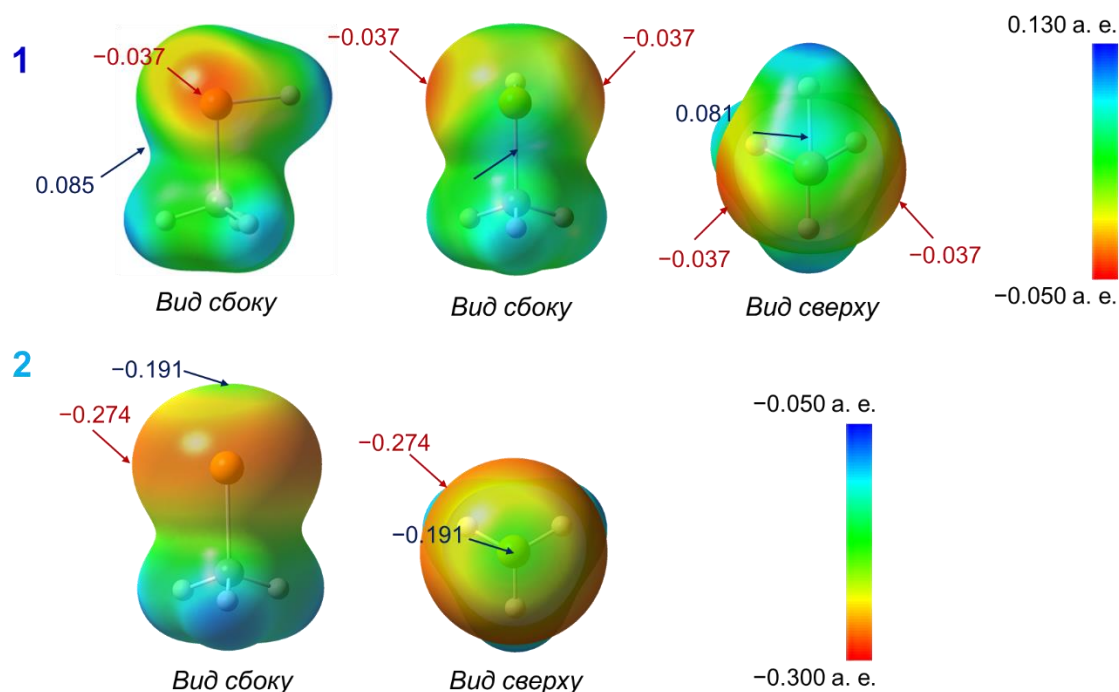 0.130 а. е.
1
−0.037
−0.037
−0.037
0.085
0.081
−0.037
−0.037
−0.050 а. е.
Вид сбоку
Вид сбоку
Вид сверху
2
−0.191
−0.274
−0.050 а. е.
−0.274
−0.191
Вид сбоку
Вид сверху
−0.300 а. е.